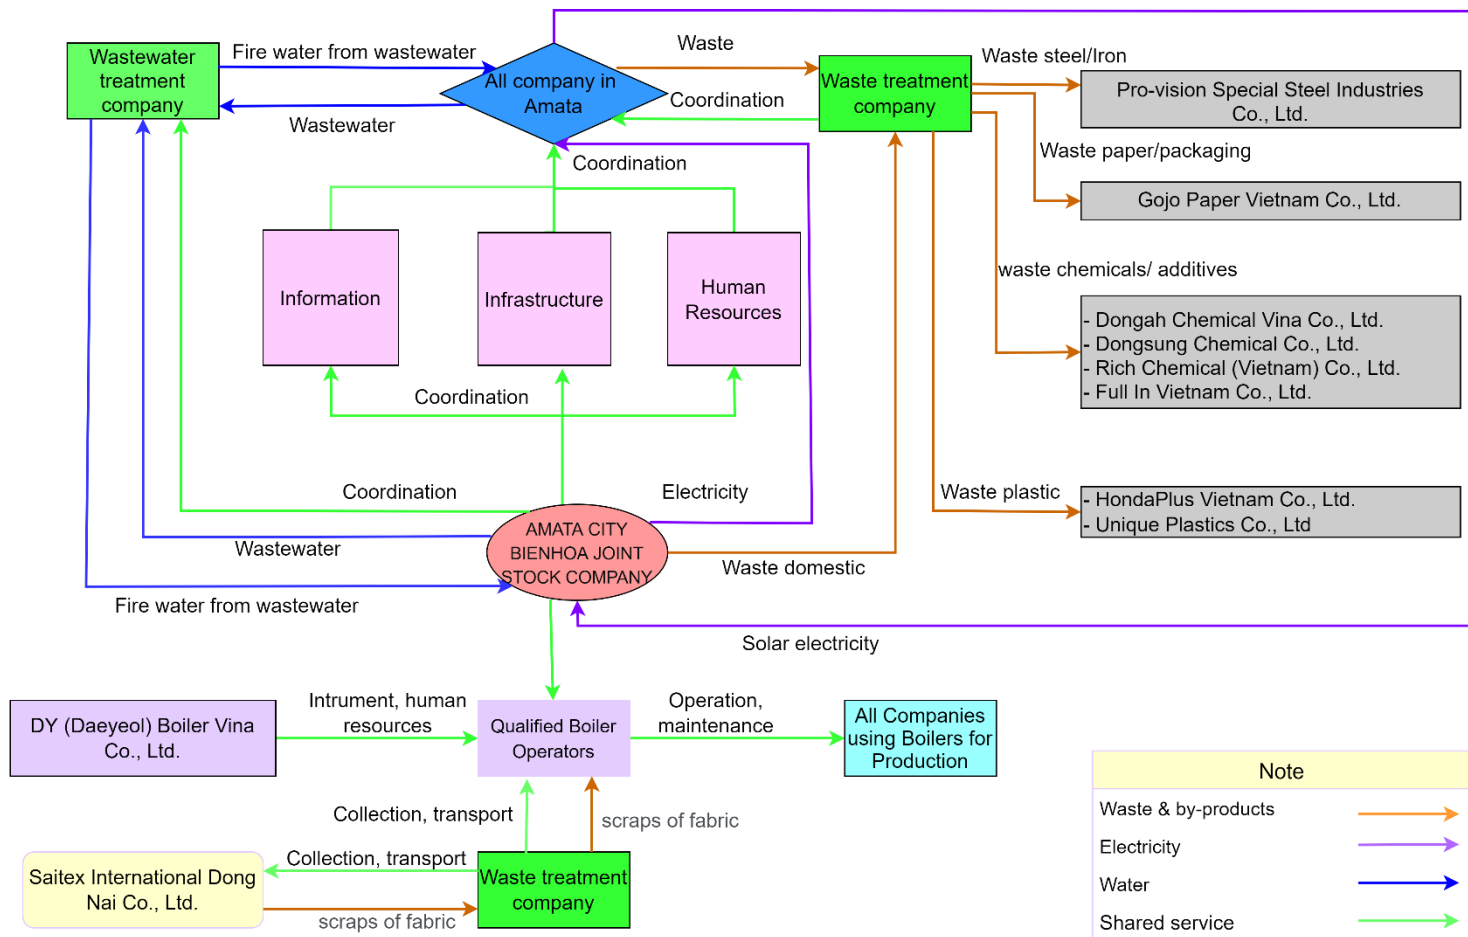 Fire water from wastewater
Wastewater
treatment
company
Wastewater
All company in
Amata
Waste
Coordination
Waste treatment
company
Waste steel/Iron
Pro-vision Special Steel Industries
Co., Ltd.
Waste paper/packaging
Gojo Paper Vietnam Co., Ltd.
Coordination
Information
Infrastructure
Human
Resources
waste chemicals/ additives
- Dongah Chemical Vina Co., Ltd.
- Dongsung Chemical Co., Ltd.
- Rich Chemical (Vietnam) Co., Ltd.
- Full In Vietnam Co., Ltd.
Coordination
Coordination
Electricity
Waste plastic
- HondaPlus Vietnam Co., Ltd.
- Unique Plastics Co., Ltd
AMATA CITY
BIENHOA JOINT
STOCK COMPANY
Wastewater
Waste domestic
Fire water from wastewater
Solar electricity
DY (Daeyeol) Boiler Vina
Co., Ltd.
Intrument, human
resources
Qualified Boiler
Operators
Operation,
maintenance
All Companies
using Boilers for
Production
Collection, transport
scraps of fabric
Collection, transport
Saitex International Dong
Nai Co., Ltd.
scraps of fabric
Waste treatment
company
Note
Waste & by-products
Electricity
Water
Shared service